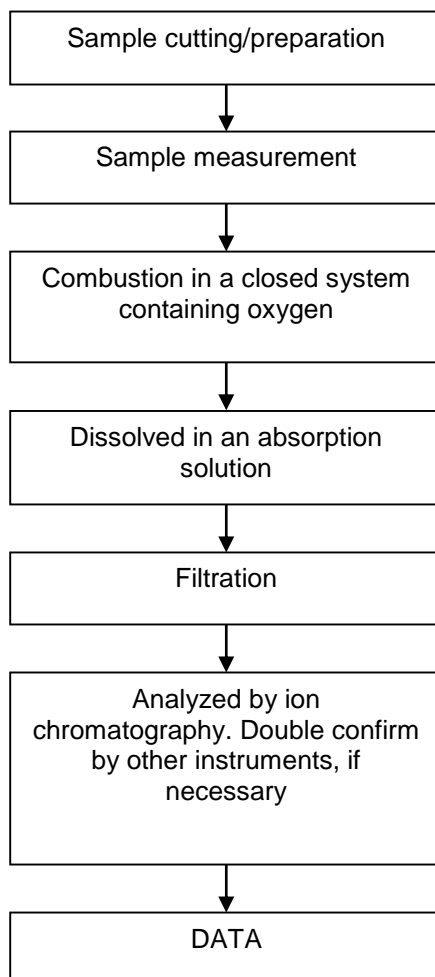 Sample cutting/preparation
Sample measurement
Combustion in a closed system
containing oxygen
Dissolved in an absorption
solution
Filtration
Analyzed by ion
chromatography. Double confirm
by other instruments, if
necessary
DATA